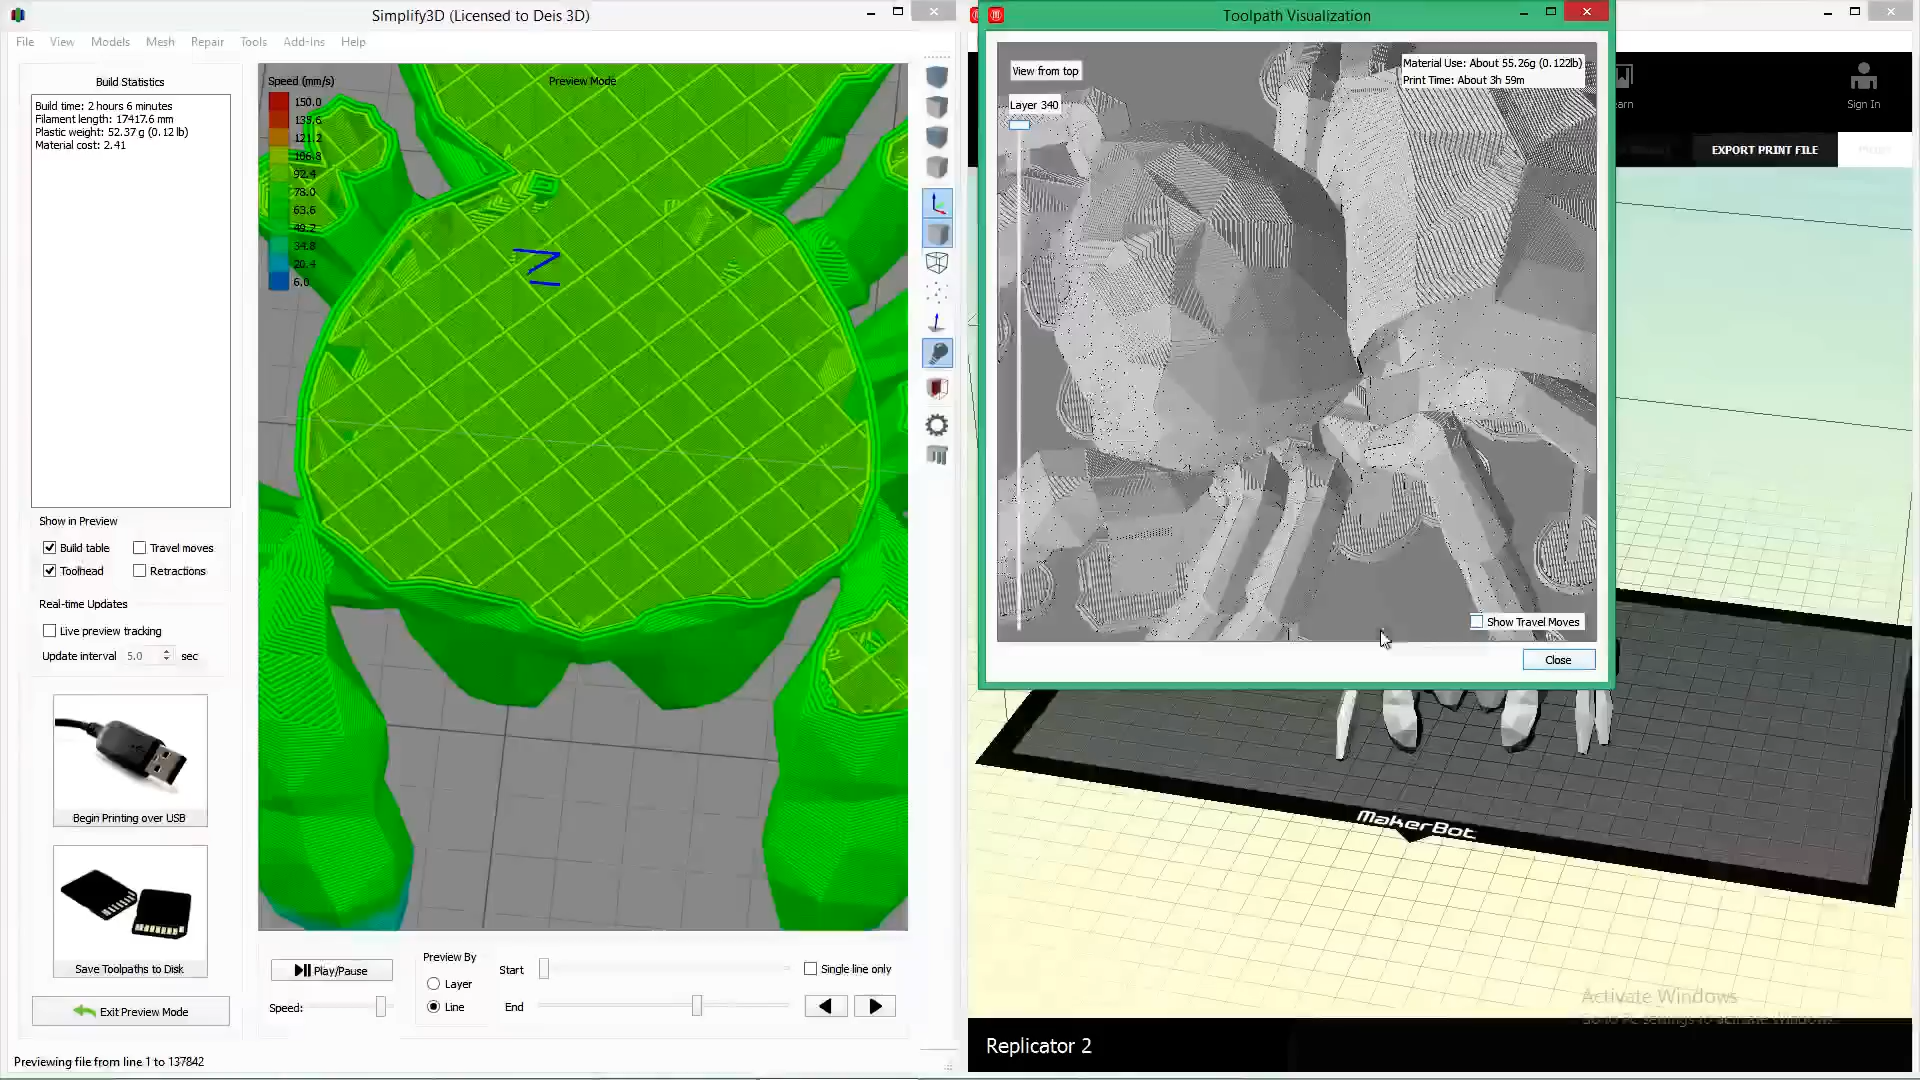 Simplify3D (Licensed to Deis 3D)
File View Models Mesh Repair Tools Add-Ins Help
Build Statistics
Build time: 2 hours 6 minutes
Filament length: 17417.6 mm
Plastic weight: 52.37 g (0.12 lb)
Material cost: 2.41
Show in Preview
Build table
Travel moves
Toolhead
Retractions
Real-time Updates
Live preview tracking
Update interval 5.0 sec
Begin Printing over USB
Save Toolpaths to Disk
Exit Preview Mode
Previewing file from line 1 to 137842
Speed (mm/s)
150.0
135.6
121.2
106.8
92.4
78.0
63.6
49.2
34.8
20.4
6.0
Preview Mode
Play/Pause
Speed:
Preview By
Layer
Line
Start
End
Single line only
Toolpath Visualization
View from top
Layer 340
Material Use: About 55.26g (0.122lb)
Print Time: About 3h 59m
Show Travel Moves
Close
Sign In
EXPORT PRINT FILE
MakerBot
Activate Windows
Replicator 2